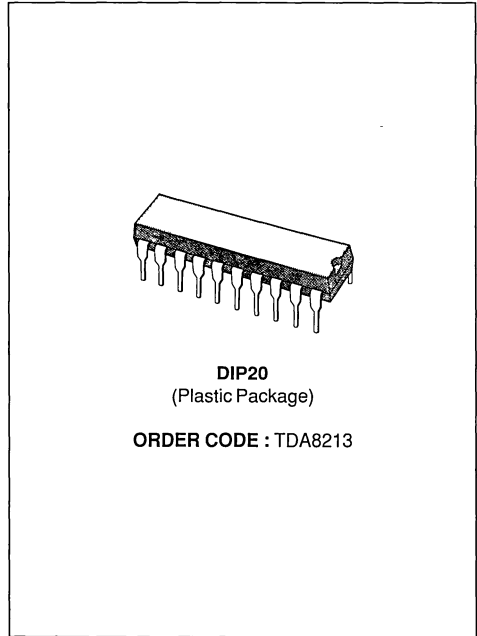 DIP20
(Plastic Package)
ORDER CODE : TDA8213